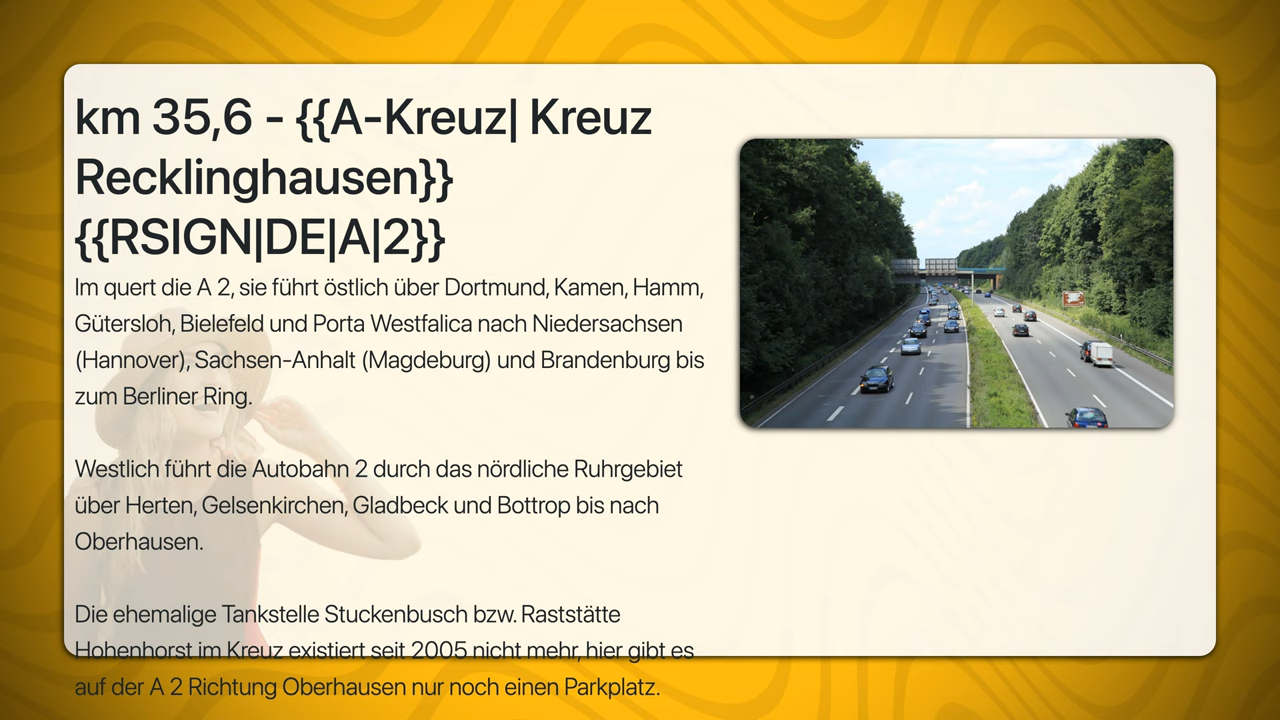 km 35,6 - {{A-Kreuz| Kreuz
Recklinghausen}}
{{RSIGN|DE|A|2}}
Im quert die A 2, sie führt östlich über Dortmund, Kamen, Hamm,
Gütersloh, Bielefeld und Porta Westfalica nach Niedersachsen
(Hannover), Sachsen-Anhalt (Magdeburg) und Brandenburg bis
zum Berliner Ring.
Westlich führt die Autobahn 2 durch das nördliche Ruhrgebiet
über Herten, Gelsenkirchen, Gladbeck und Bottrop bis nach
Oberhausen.
Die ehemalige Tankstelle Stuckenbusch bzw. Raststätte
Hohenhorst im Kreuz existiert seit 2005 nicht mehr, hier gibt es
auf der A 2 Richtung Oberhausen nur noch einen Parkplatz.